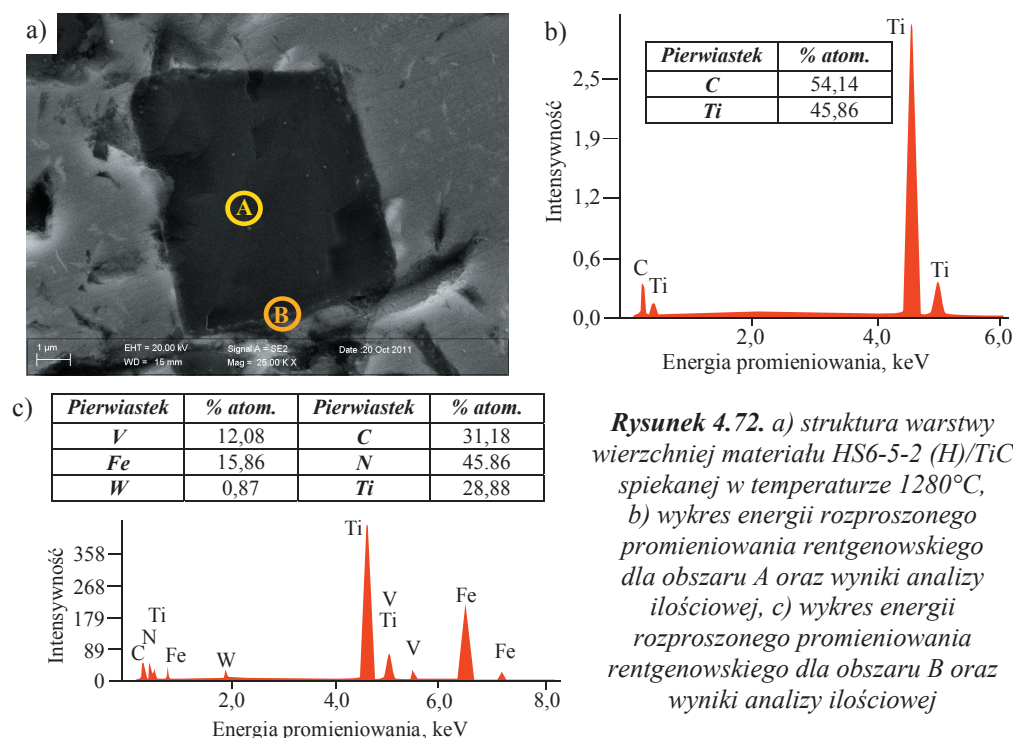 a)
A
B
1 µm
EHT = 20.00 kV
WD = 15 mm
Signal A = SE2
Mag = 25.00 K X
Date :20 Oct 2011
b)
Pierwiastek % atom.
C 54,14
Ti 45,86
Intensywność
2,5
1,9
1,2
0,6
0,0
C
Ti
Ti
Ti
2,0 4,0 6,0
Energia promieniowania, keV
c)
Pierwiastek % atom. Pierwiastek % atom.
V 12,08 C 31,18
Fe 15,86 N 45.86
W 0,87 Ti 28,88
Intensywność
358
268
179
89
0
C
N
Ti
Fe
W
Ti
V
Ti
V
Fe
Fe
2,0 4,0 6,0 8,0
Energia promieniowania, keV
Rysunek 4.72. a) struktura warstwy
wierzchniej materiału HS6-5-2 (H)/TiC
spiekanej w temperaturze 1280°C,
b) wykres energii rozproszonego
promieniowania rentgenowskiego
dla obszaru A oraz wyniki analizy
ilościowej, c) wykres energii
rozproszonego promieniowania
rentgenowskiego dla obszaru B oraz
wyniki analizy ilościowej